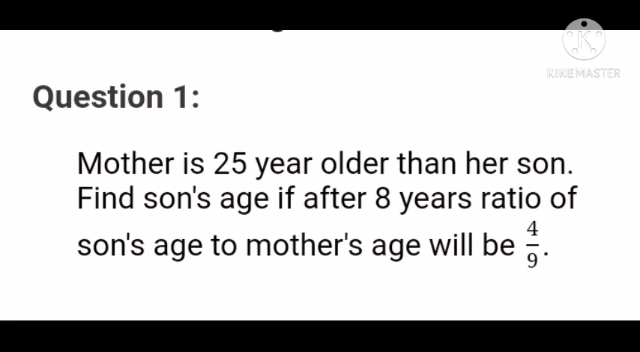 KINEMASTER
Question 1:
Mother is 25 year older than her son.
Find son's age if after 8 years ratio of
son's age to mother's age will be 4/9.